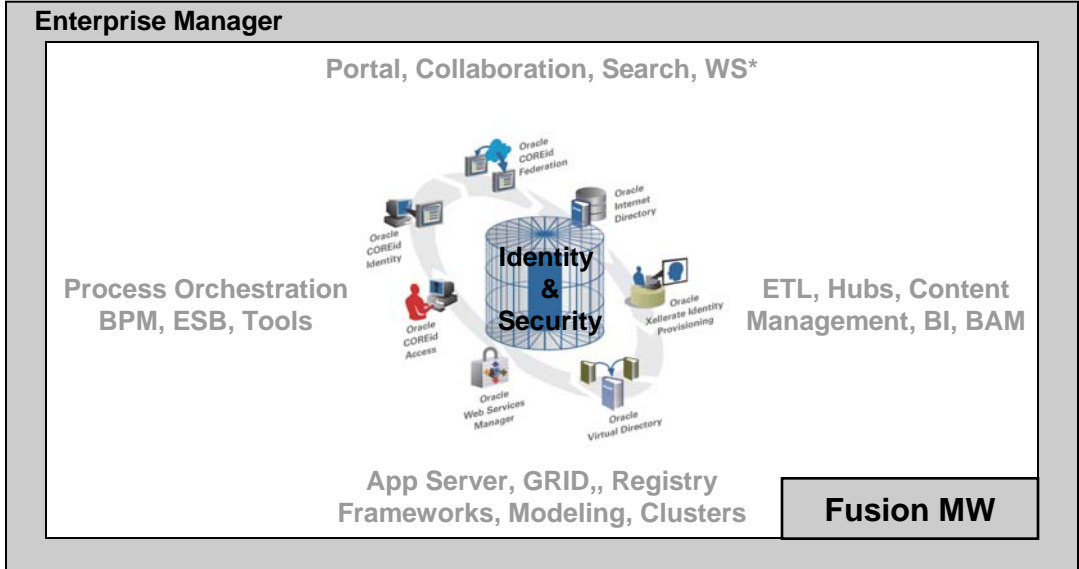 Enterprise Manager
Portal, Collaboration, Search, WS*
Oracle
COREid
Federation
Oracle
Internet
Directory
Oracle
COREid
Identity
Identity
&
Security
Process Orchestration
BPM, ESB, Tools
ETL, Hubs, Content
Management, BI, BAM
Oracle
Xellerate Identity
Provisioning
Oracle
COREid
Access
Oracle
Web Services
Manager
Oracle
Virtual Directory
App Server, GRID,, Registry
Frameworks, Modeling, Clusters
Fusion MW